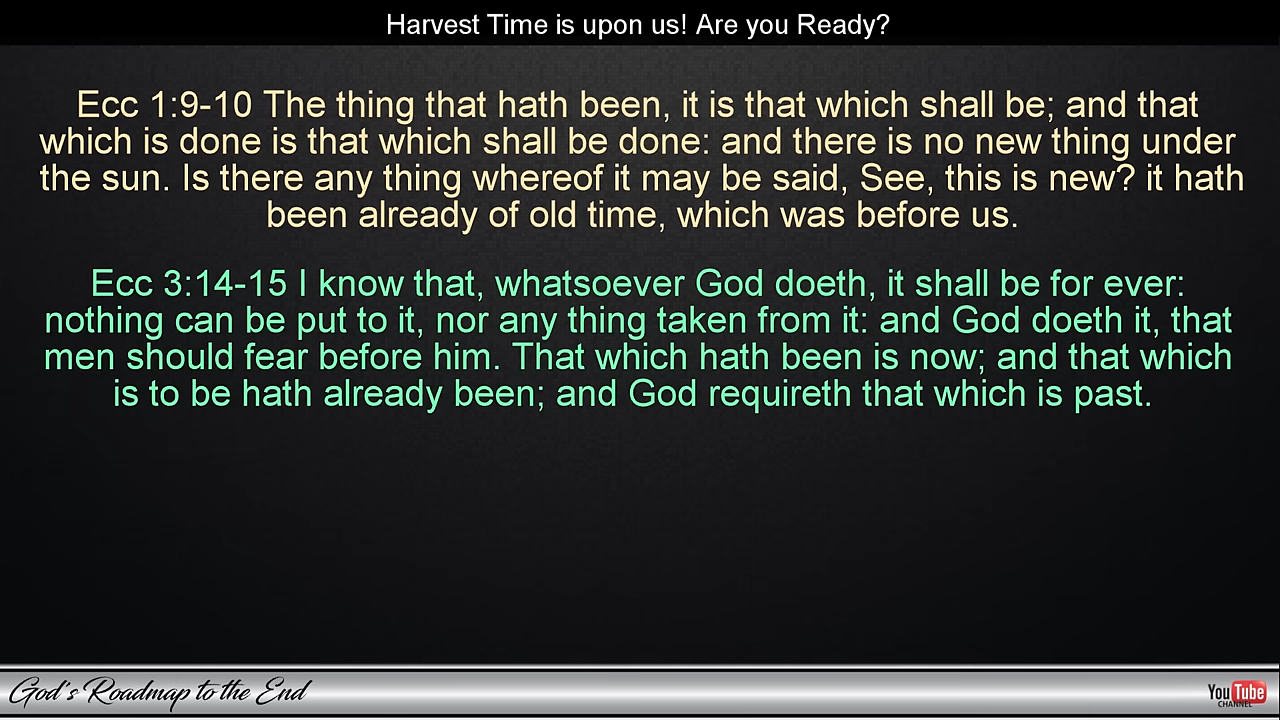 Harvest Time is upon us! Are you Ready?
Ecc 1:9-10 The thing that hath been, it is that which shall be; and that
which is done is that which shall be done: and there is no new thing under
the sun. Is there any thing whereof it may be said, See, this is new? it hath
been already of old time, which was before us.
Ecc 3:14-15 I know that, whatsoever God doeth, it shall be for ever:
nothing can be put to it, nor any thing taken from it: and God doeth it, that
men should fear before him. That which hath been is now; and that which
is to be hath already been; and God requireth that which is past.
God's Roadmap to the End
YouTube
CHANNEL